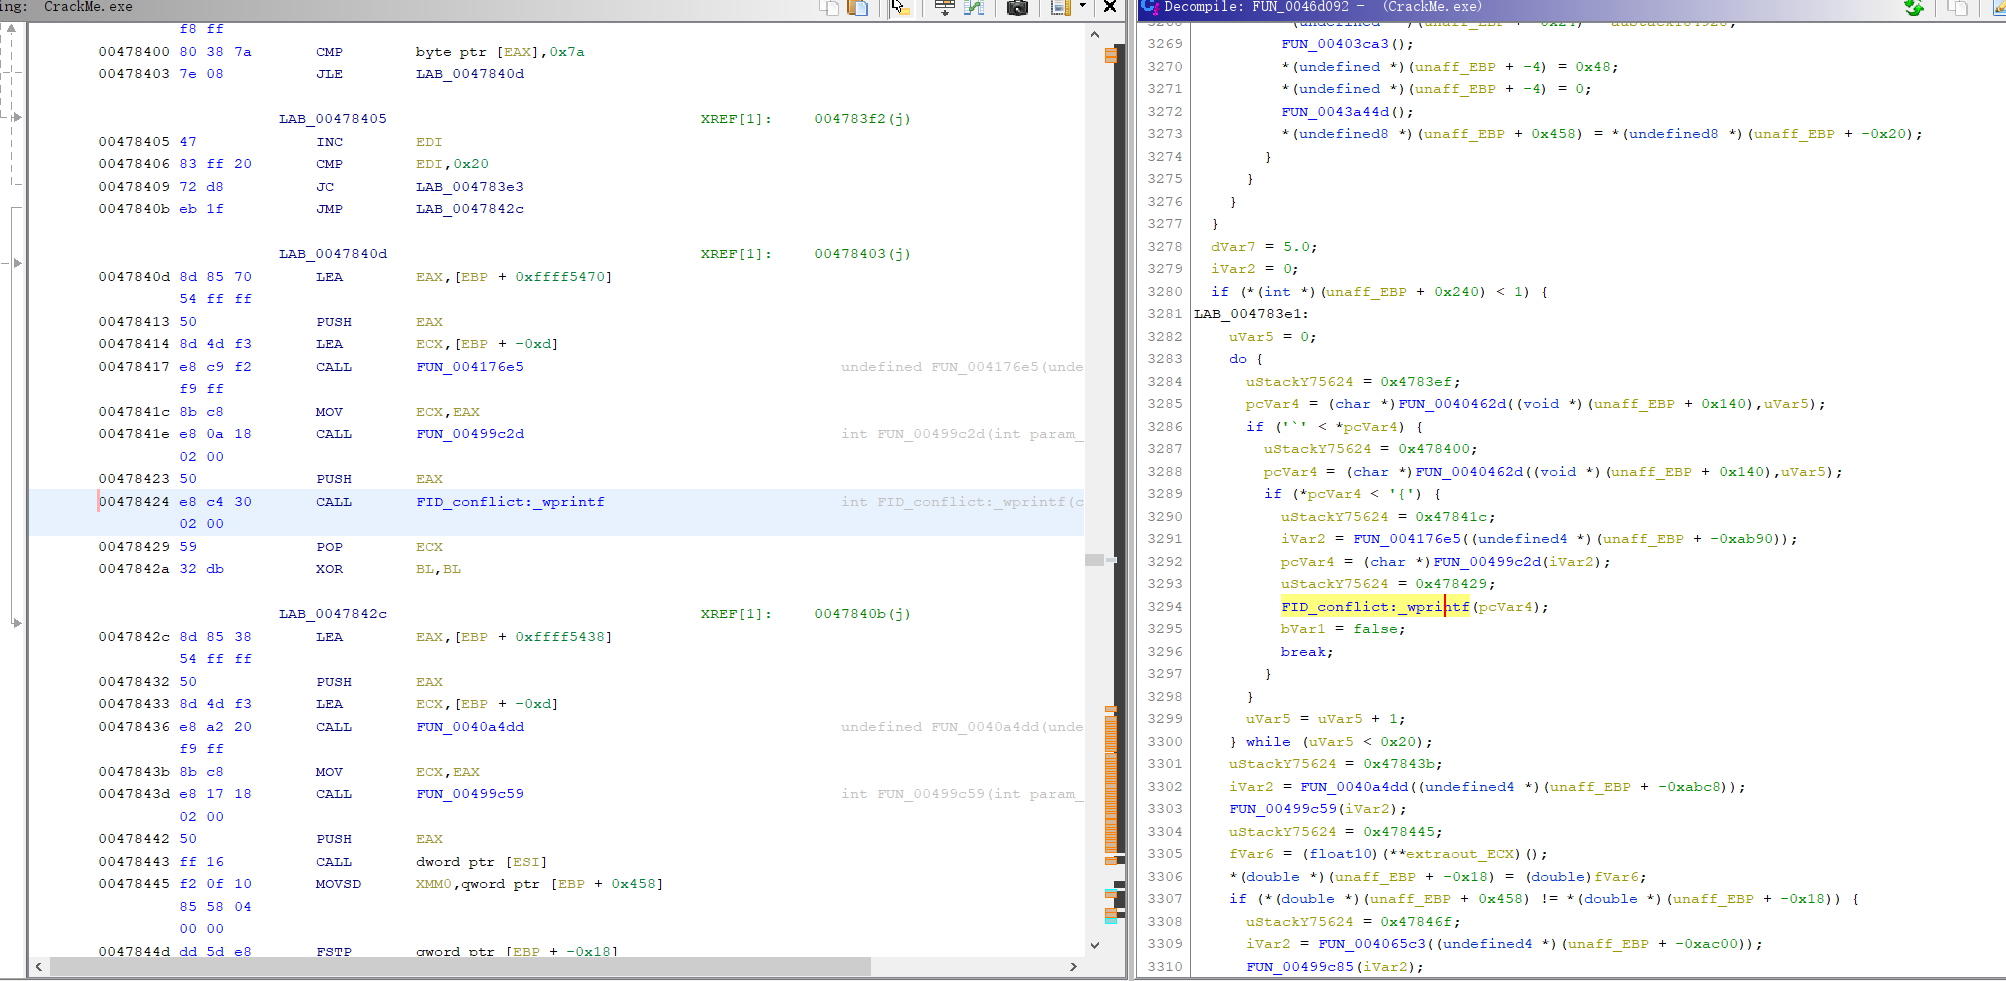 ing: CrackMe.exe
f8 ff
00478400 80 38 7a CMP byte ptr [EAX],0x7a
00478403 7e 08 JLE LAB_0047840d
LAB_00478405 XREF[1]: 004783f2(j)
00478405 47 INC EDI
00478406 83 ff 20 CMP EDI,0x20
00478409 72 d8 JC LAB_004783e3
0047840b eb 1f JMP LAB_0047842c
LAB_0047840d XREF[1]: 00478403(j)
0047840d 8d 85 70 LEA EAX,[EBP + 0xffff5470]
54 ff ff
00478413 50 PUSH EAX
00478414 8d 4d f3 LEA ECX,[EBP + -0xd]
00478417 e8 c9 f2 CALL FUN_004176e5 undefined FUN_004176e5(unde
f9 ff
0047841c 8b c8 MOV ECX,EAX
0047841e e8 0a 18 CALL FUN_00499c2d int FUN_00499c2d(int param_
02 00
00478423 50 PUSH EAX
00478424 e8 c4 30 CALL FID_conflict:_wprintf int FID_conflict:_wprintf(c
02 00
00478429 59 POP ECX
0047842a 32 db XOR BL,BL
LAB_0047842c XREF[1]: 0047840b(j)
0047842c 8d 85 38 LEA EAX,[EBP + 0xffff5438]
54 ff ff
00478432 50 PUSH EAX
00478433 8d 4d f3 LEA ECX,[EBP + -0xd]
00478436 e8 a2 20 CALL FUN_0040a4dd undefined FUN_0040a4dd(unde
f9 ff
0047843b 8b c8 MOV ECX,EAX
0047843d e8 17 18 CALL FUN_00499c59 int FUN_00499c59(int param_
02 00
00478442 50 PUSH EAX
00478443 ff 16 CALL dword ptr [ESI]
00478445 f2 0f 10 MOVSD XMM0,qword ptr [EBP + 0x458]
85 58 04
00 00
0047844d dd 5d e8 FSTP qword ptr [EBP + -0x18]
Decompile: FUN_0046d092 - (CrackMe.exe)
3269 FUN_00403ca3();
3270 *(undefined *)(unaff_EBP + -4) = 0x48;
3271 *(undefined *)(unaff_EBP + -4) = 0;
3272 FUN_0043a44d();
3273 *(undefined8 *)(unaff_EBP + 0x458) = *(undefined8 *)(unaff_EBP + -0x20);
3274 }
3275 }
3276 }
3277 }
3278 dVar7 = 5.0;
3279 iVar2 = 0;
3280 if (*(int *)(unaff_EBP + 0x240) < 1) {
3281 LAB_004783e1:
3282 uVar5 = 0;
3283 do {
3284 uStackY75624 = 0x4783ef;
3285 pcVar4 = (char *)FUN_0040462d((void *)(unaff_EBP + 0x140),uVar5);
3286 if ('`' < *pcVar4) {
3287 uStackY75624 = 0x478400;
3288 pcVar4 = (char *)FUN_0040462d((void *)(unaff_EBP + 0x140),uVar5);
3289 if (*pcVar4 < '{') {
3290 uStackY75624 = 0x47841c;
3291 iVar2 = FUN_004176e5((undefined4 *)(unaff_EBP + -0xab90));
3292 pcVar4 = (char *)FUN_00499c2d(iVar2);
3293 uStackY75624 = 0x478429;
3294 FID_conflict:_wprintf(pcVar4);
3295 bVar1 = false;
3296 break;
3297 }
3298 }
3299 uVar5 = uVar5 + 1;
3300 } while (uVar5 < 0x20);
3301 uStackY75624 = 0x47843b;
3302 iVar2 = FUN_0040a4dd((undefined4 *)(unaff_EBP + -0xabc8));
3303 FUN_00499c59(iVar2);
3304 uStackY75624 = 0x478445;
3305 fVar6 = (float10)(**extraout_ECX)();
3306 *(double *)(unaff_EBP + -0x18) = (double)fVar6;
3307 if (*(double *)(unaff_EBP + 0x458) != *(double *)(unaff_EBP + -0x18)) {
3308 uStackY75624 = 0x47846f;
3309 iVar2 = FUN_004065c3((undefined4 *)(unaff_EBP + -0xac00));
3310 FUN_00499c85(iVar2);